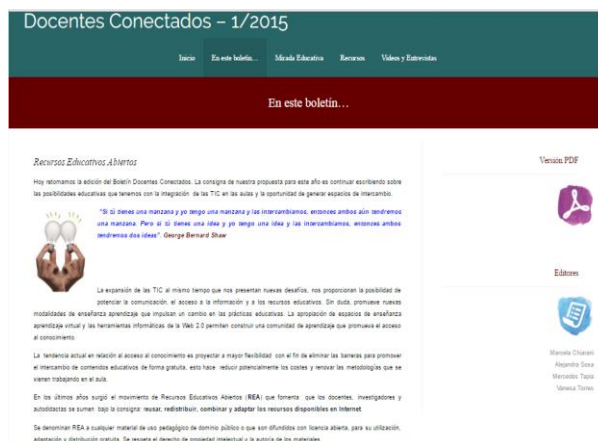 Docentes Conectados – 1/2015
Inicio
En este boletín...
Mirada Educativa
Recursos
Videos y Entrevistas
En este boletín...
Recursos Educativos Abiertos
Hoy retomamos la edición del Boletín Docentes Conectados. La consigna de nuestra propuesta para este año es continuar escribiendo sobre
las posibilidades educativas que tenemos con la integración de las TIC en las aulas y la oportunidad de generar espacios de intercambio.
"Si tú tienes una manzana y yo tengo una manzana y las intercambiamos, entonces ambos aún tendremos
una manzana. Pero si tú tienes una idea y yo tengo una idea y las intercambiamos, entonces ambos
tendremos dos ideas". George Bernard Shaw
La expansión de las TIC al mismo tiempo que nos presentan nuevos desafíos, nos proporcionan la posibilidad de
potenciar la comunicación, el acceso a la información y a los recursos educativos. Sin duda, promueve nuevas
modalidades de enseñanza aprendizaje que impulsan un cambio en las prácticas educativas. La apropiación de espacios de enseñanza
aprendizaje virtual y las herramientas informáticas de la Web 2.0 permiten construir una comunidad de aprendizaje que promueva el acceso
al conocimiento.
La tendencia actual en relación al acceso al conocimiento es proyectar a mayor flexibilidad con el fin de eliminar las barreras para promover
el intercambio de contenidos educativos de forma gratuita, esto hace reducir potencialmente los costes y renovar las metodologías que se
vienen trabajando en el aula.
En los últimos años surgió el movimiento de Recursos Educativos Abiertos (REA) que fomenta que los docentes, investigadores y
autodidactas se suman bajo la consigna: reusar, redistribuir, combinar y adaptar los recursos disponibles en Internet
Se denominan REA a cualquier material de uso pedagógico de dominio público o que son difundidos con licencia abierta, para su utilización,
adaptación y distribución gratuita. Se respeta el derecho de propiedad intelectual y la autoría de los materiales.
Versión PDF
Editores
Marcela Chiarani
Alejandra Sosa
Mercedes Tapia
Vanesa Torres